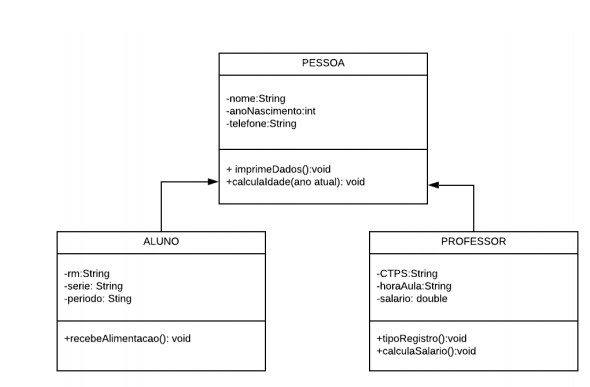 PESSOA
-nome:String
-anoNascimento:int
-telefone:String
+ imprimeDados():void
+calculaIdade(ano atual): void
ALUNO
-rm:String
-serie: String
-periodo: Sting
+recebeAlimentacao(): void
PROFESSOR
-CTPS:String
-horaAula:String
-salario: double
+tipoRegistro():void
+calculaSalario():void